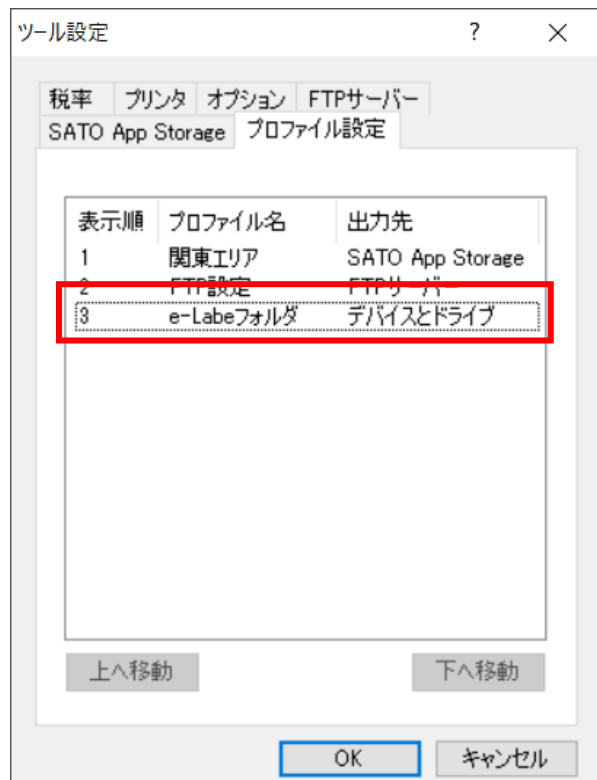 ツール設定 ?
税率 プリンタ オプション FTPサーバー
SATO App Storage プロファイル設定
表示順 プロファイル名 出力先
1 関東エリア SATO App Storage
2 FTP設定 FTPサーバー
3 e-Labeフォルダ デバイスとドライブ
上へ移動 下へ移動
OK キャンセル